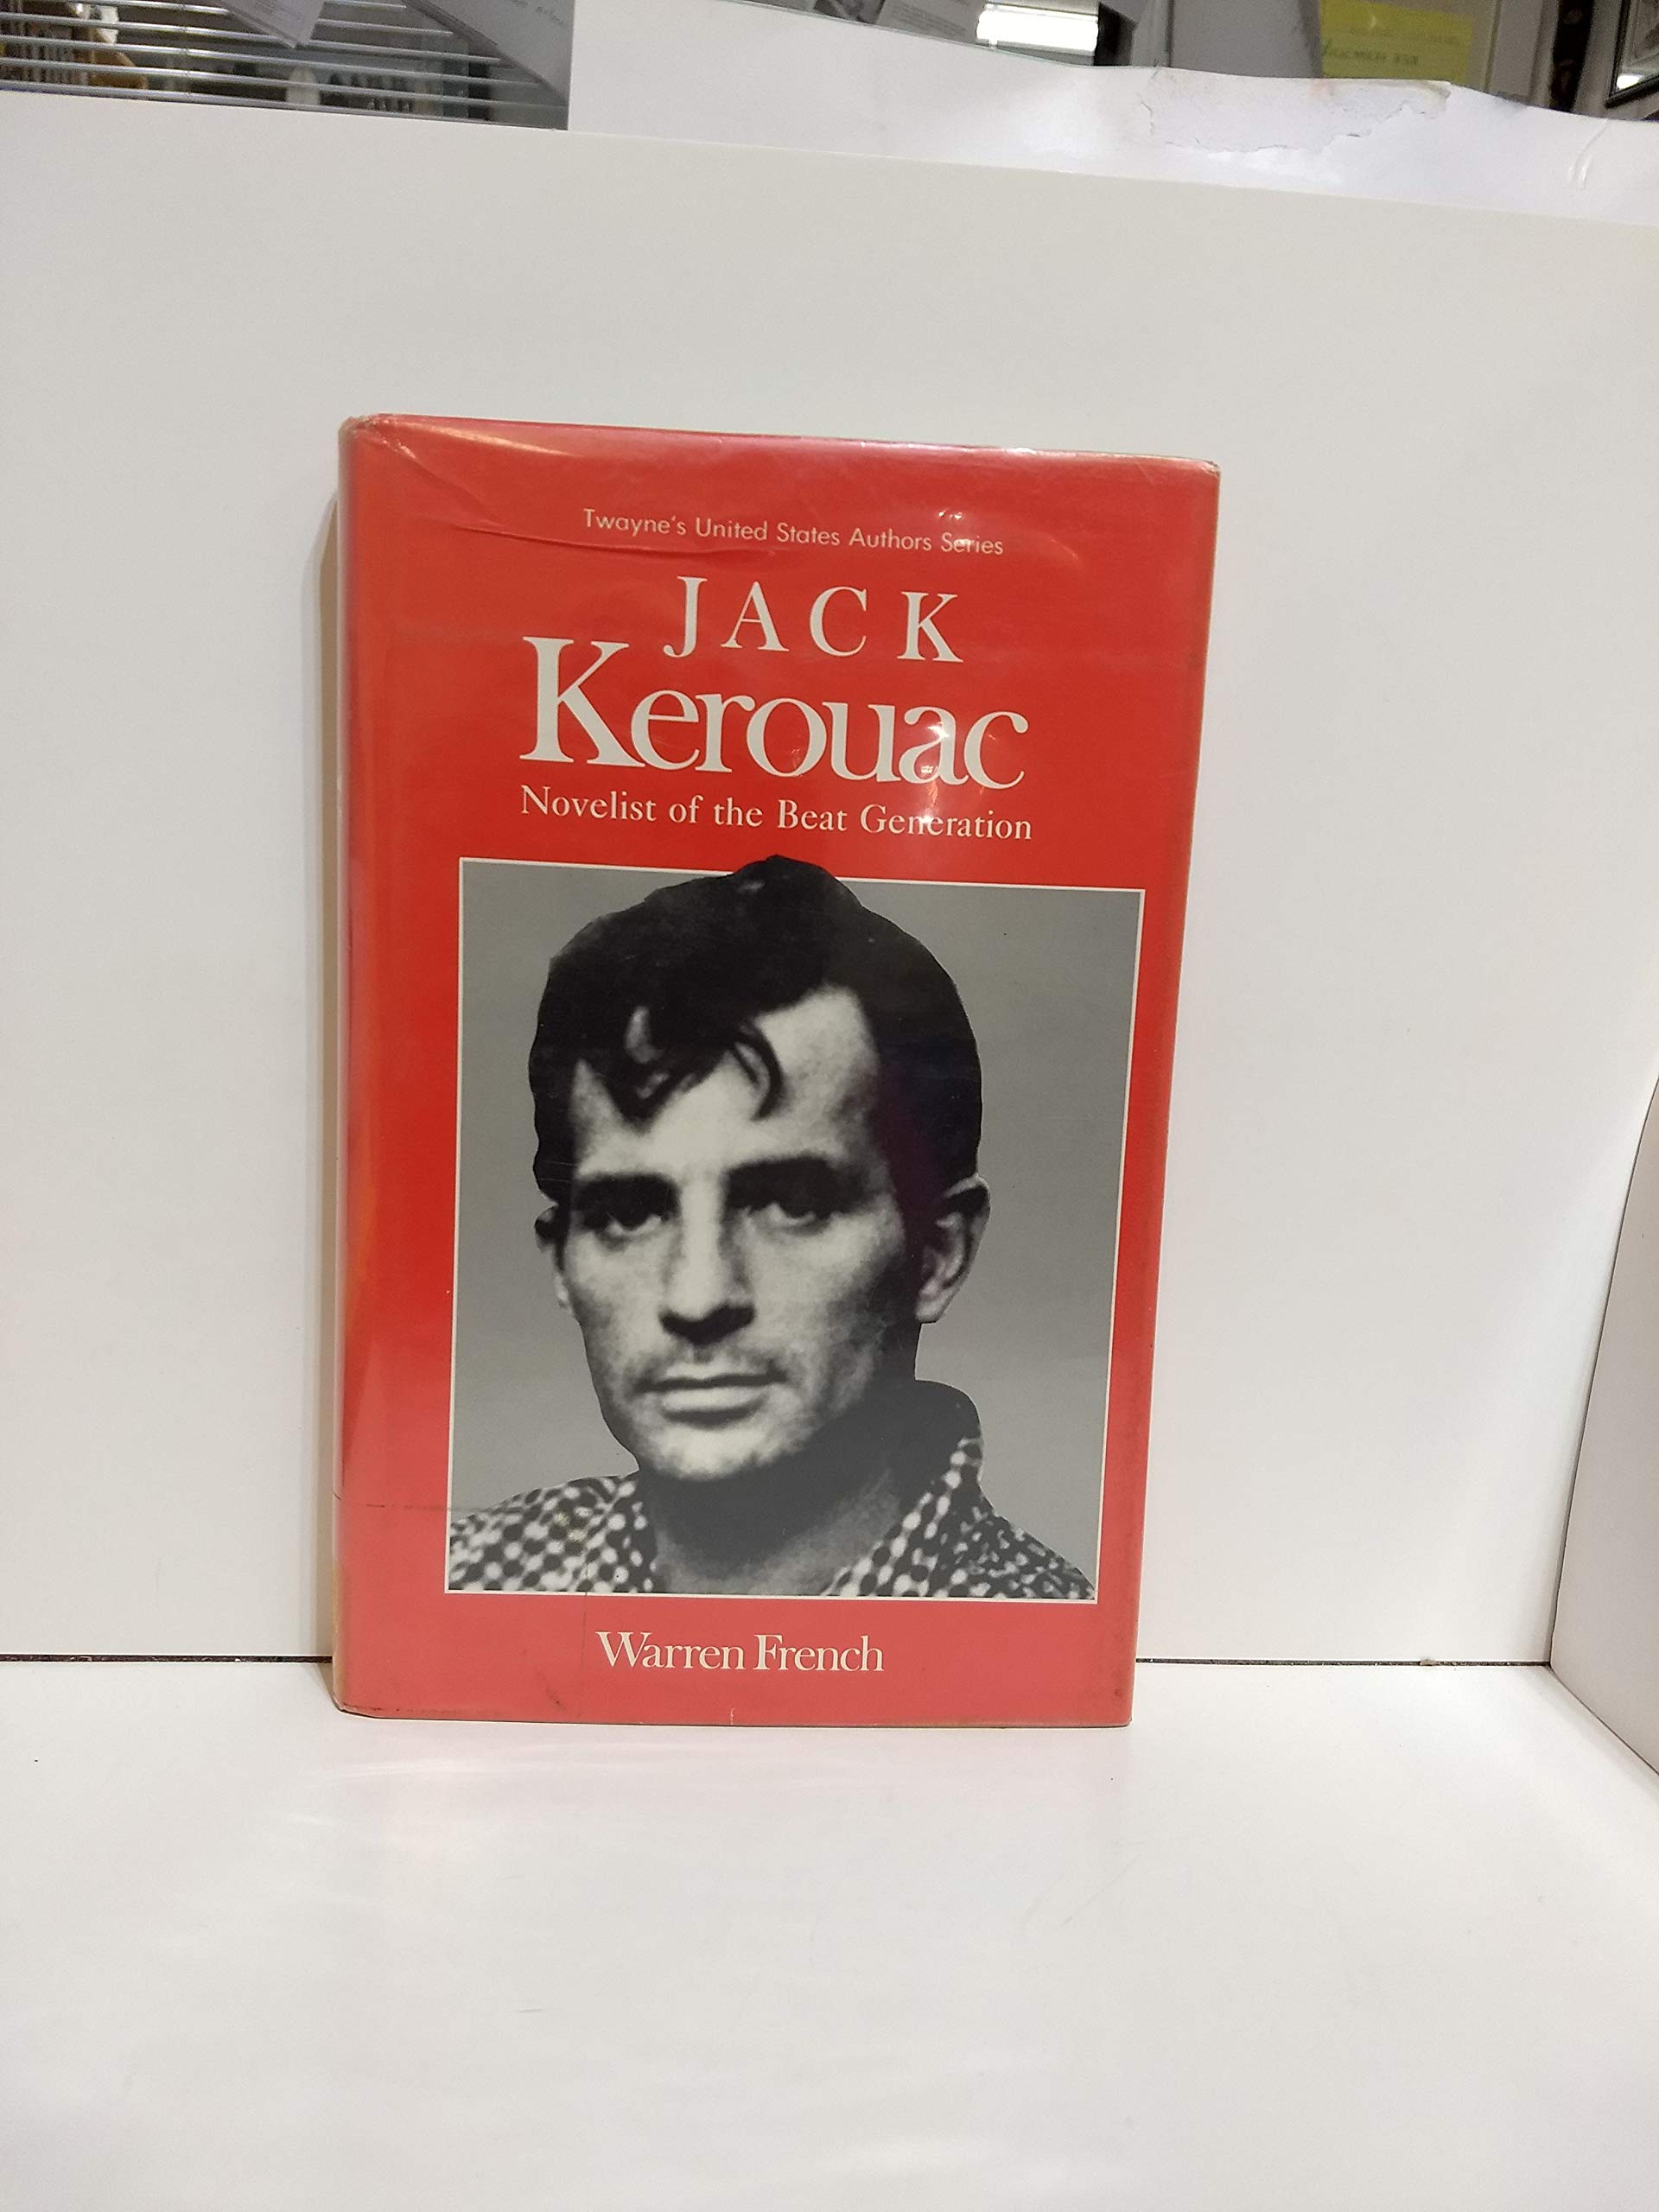 Twayne's United States Authors Series
JACK
Kerouac
Novelist of the Beat Generation
Warren French